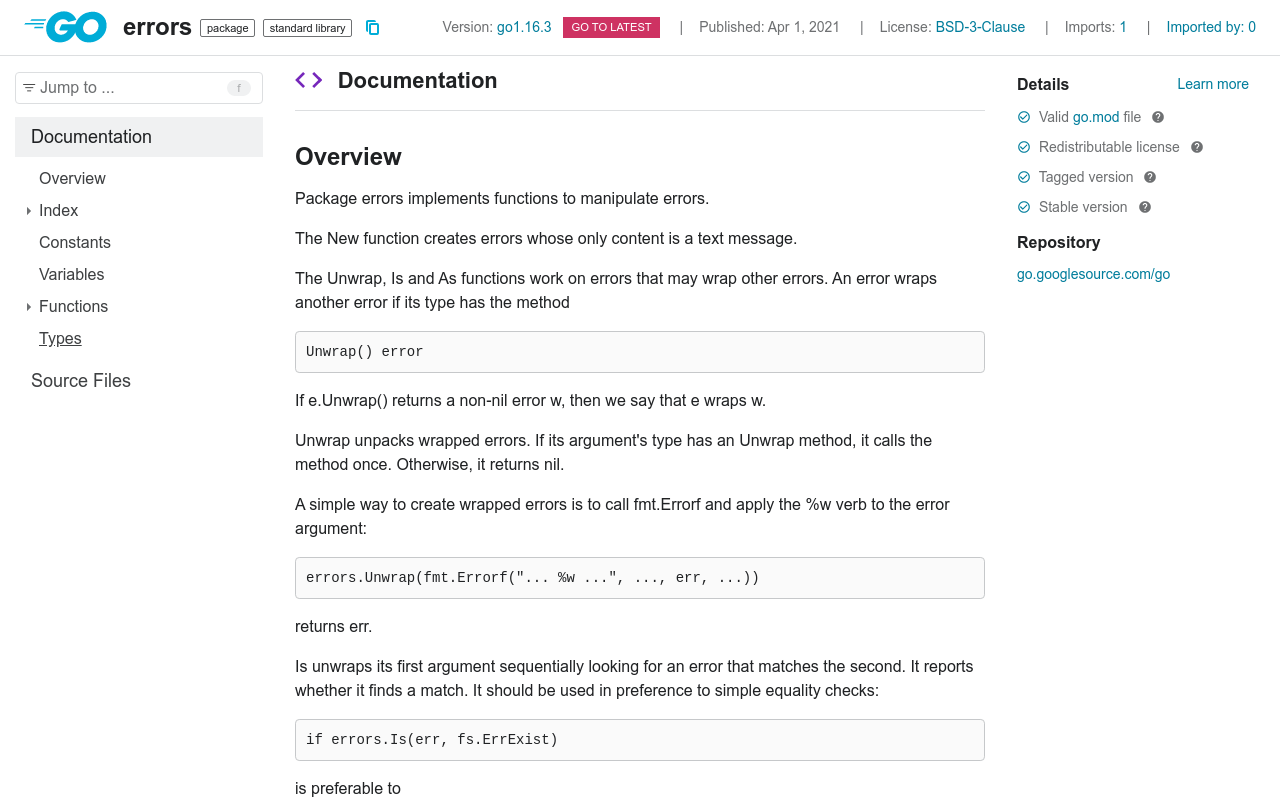 GO errors package standard library Version: go1.16.3 GO TO LATEST | Published: Apr 1, 2021 | License: BSD-3-Clause | Imports: 1 | Imported by: 0
Jump to ... f
Documentation
Overview
Index
Constants
Variables
Functions
Types
Source Files
Documentation
Overview
Package errors implements functions to manipulate errors.
The New function creates errors whose only content is a text message.
The Unwrap, Is and As functions work on errors that may wrap other errors. An error wraps
another error if its type has the method
Unwrap() error
If e.Unwrap() returns a non-nil error w, then we say that e wraps w.
Unwrap unpacks wrapped errors. If its argument's type has an Unwrap method, it calls the
method once. Otherwise, it returns nil.
A simple way to create wrapped errors is to call fmt.Errorf and apply the %w verb to the error
argument:
errors.Unwrap(fmt.Errorf("... %w ...", ..., err, ...))
returns err.
Is unwraps its first argument sequentially looking for an error that matches the second. It reports
whether it finds a match. It should be used in preference to simple equality checks:
if errors.Is(err, fs.ErrExist)
is preferable to
Details Learn more
Valid go.mod file
Redistributable license
Tagged version
Stable version
Repository
go.googlesource.com/go